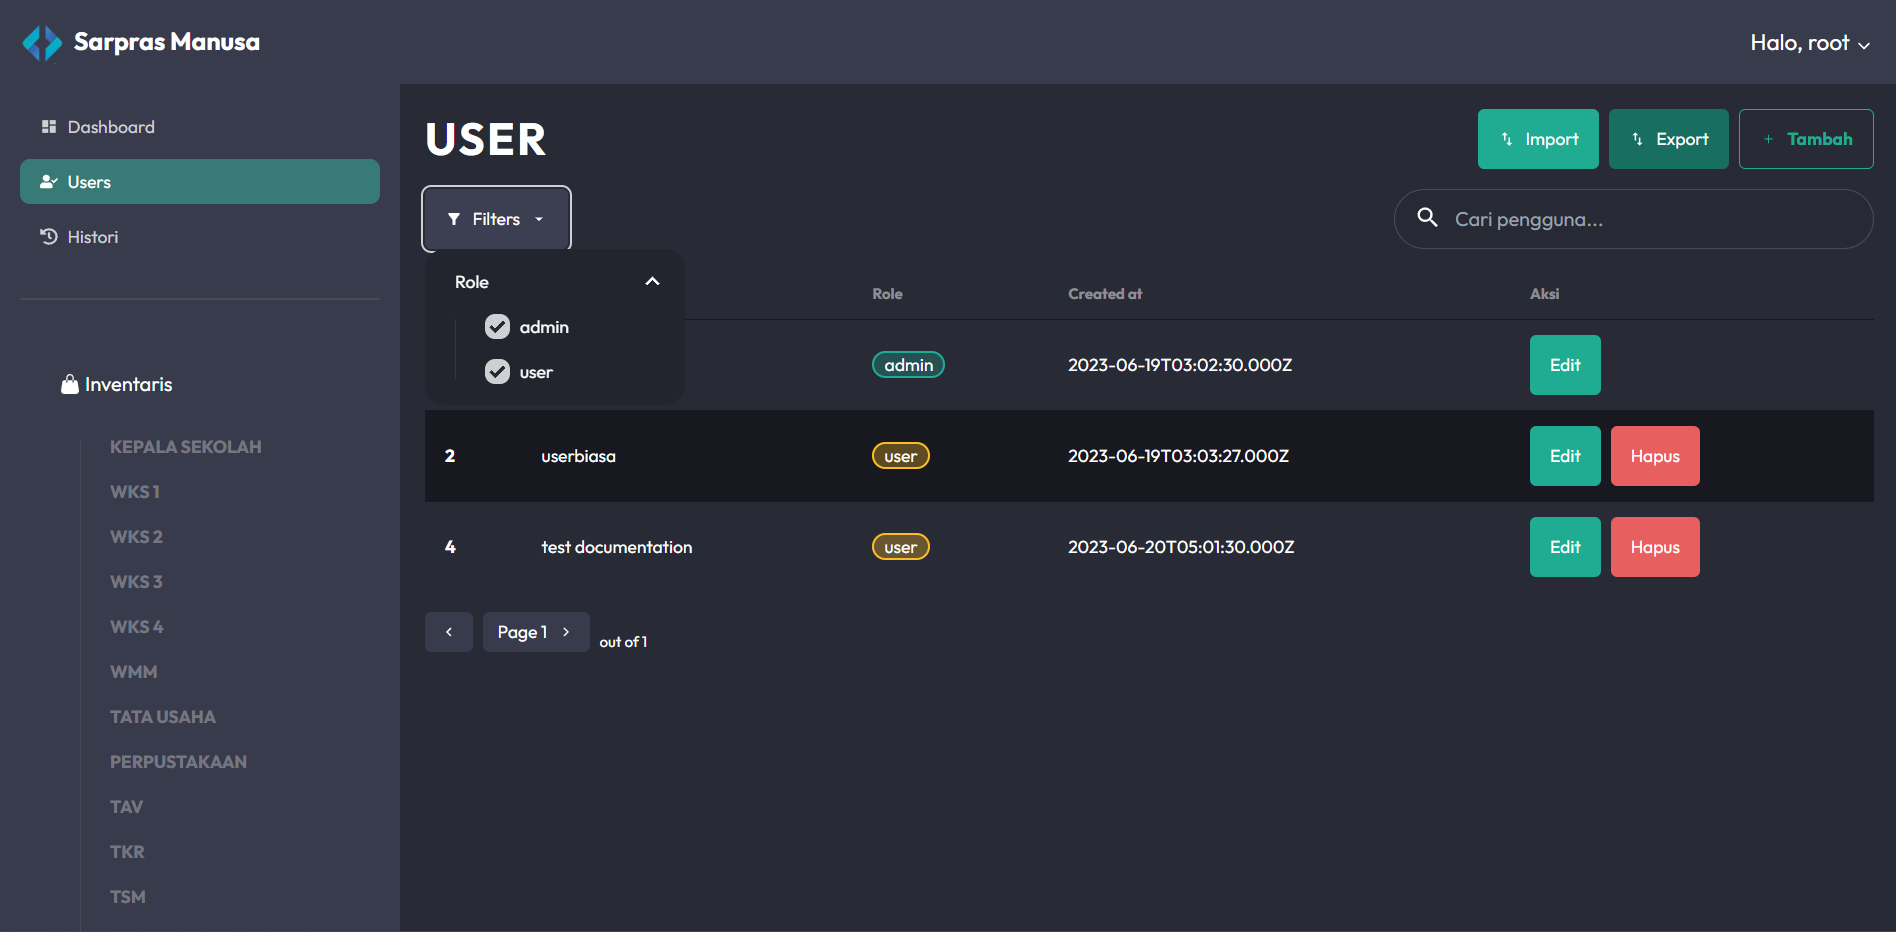 Sarpras Manusa
Halo, root
Dashboard
Users
Histori
Inventaris
KEPALA SEKOLAH
WKS 1
WKS 2
WKS 3
WKS 4
WMM
TATA USAHA
PERPUSTAKAAN
TAV
TKR
TSM
USER
Import
Export
+ Tambah
Filters
Cari pengguna...
Role
admin
user
Role Created at Aksi
admin 2023-06-19T03:02:30.000Z Edit
2 userbiasa user 2023-06-19T03:03:27.000Z Edit Hapus
4 test documentation user 2023-06-20T05:01:30.000Z Edit Hapus
< Page 1 > out of 1